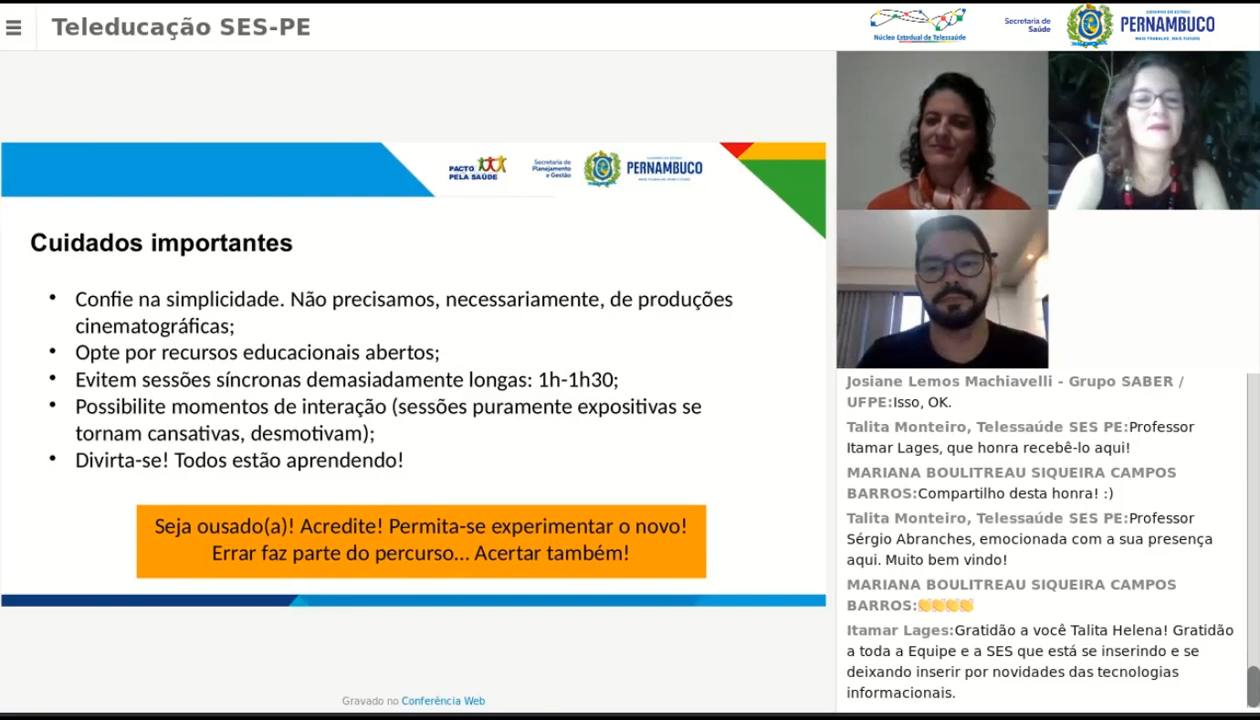 Teleducação SES-PE
Núcleo Estadual de Telessaúde
Secretaria de
Saúde
GOVERNO DO ESTADO
PERNAMBUCO
MAIS TRABALHO, MAIS FUTURO
PACTO
PELA SAÚDE
Secretaria de
Planejamento
e Gestão
PERNAMBUCO
Cuidados importantes
• Confie na simplicidade. Não precisamos, necessariamente, de produções
cinematográficas;
• Opte por recursos educacionais abertos;
• Evitem sessões síncronas demasiadamente longas: 1h-1h30;
• Possibilite momentos de interação (sessões puramente expositivas se
tornam cansativas, desmotivam);
• Divirta-se! Todos estão aprendendo!
Seja ousado(a)! Acredite! Permita-se experimentar o novo!
Errar faz parte do percurso... Acertar também!
Gravado no Conferência Web
Josiane Lemos Machiavelli - Grupo SABER /
UFPE:Isso, OK.
Talita Monteiro, Telessaúde SES PE:Professor
Itamar Lages, que honra recebê-lo aqui!
MARIANA BOULITREAU SIQUEIRA CAMPOS
BARROS:Compartilho desta honra! :)
Talita Monteiro, Telessaúde SES PE:Professor
Sérgio Abranches, emocionada com a sua presença
aqui. Muito bem vindo!
MARIANA BOULITREAU SIQUEIRA CAMPOS
BARROS:👏👏👏👏
Itamar Lages:Gratidão a você Talita Helena! Gratidão
a toda a Equipe e a SES que está se inserindo e se
deixando inserir por novidades das tecnologias
informacionais.